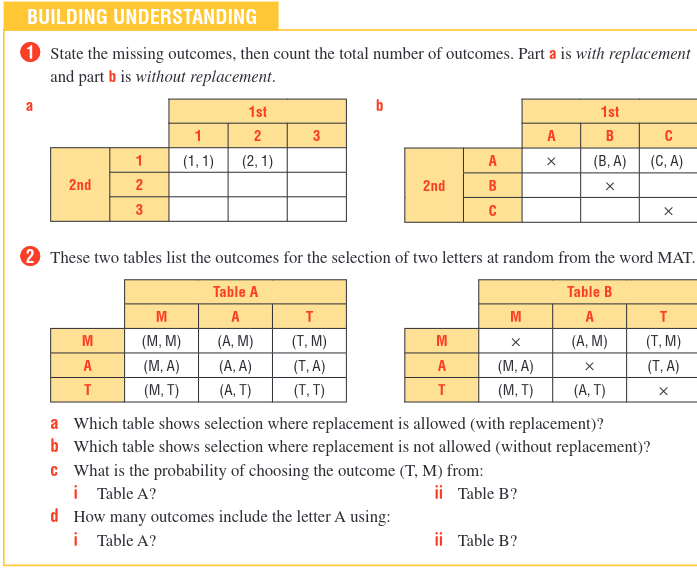 BUILDING UNDERSTANDING
1 State the missing outcomes, then count the total number of outcomes. Part a is with replacement
and part b is without replacement.
a
1st
1 2 3
2nd
1 (1, 1) (2, 1)
2
3
b
1st
A B C
2nd
A × (B, A) (C, A)
B ×
C ×
2 These two tables list the outcomes for the selection of two letters at random from the word MAT.
Table A
M A T
M (M, M) (A, M) (T, M)
A (M, A) (A, A) (T, A)
T (M, T) (A, T) (T, T)
Table B
M A T
M × (A, M) (T, M)
A (M, A) × (T, A)
T (M, T) (A, T) ×
a Which table shows selection where replacement is allowed (with replacement)?
b Which table shows selection where replacement is not allowed (without replacement)?
c What is the probability of choosing the outcome (T, M) from:
i Table A? ii Table B?
d How many outcomes include the letter A using:
i Table A? ii Table B?